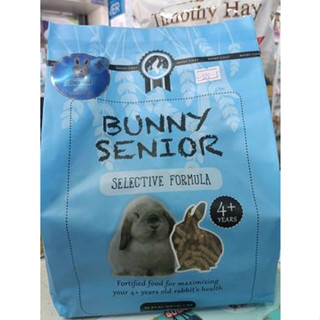 Timothy Hay
BUNNY
SENIOR
SELECTIVE FORMULA
4+
YEARS
Fortified food for maximizing
your 4+ years old rabbit's health